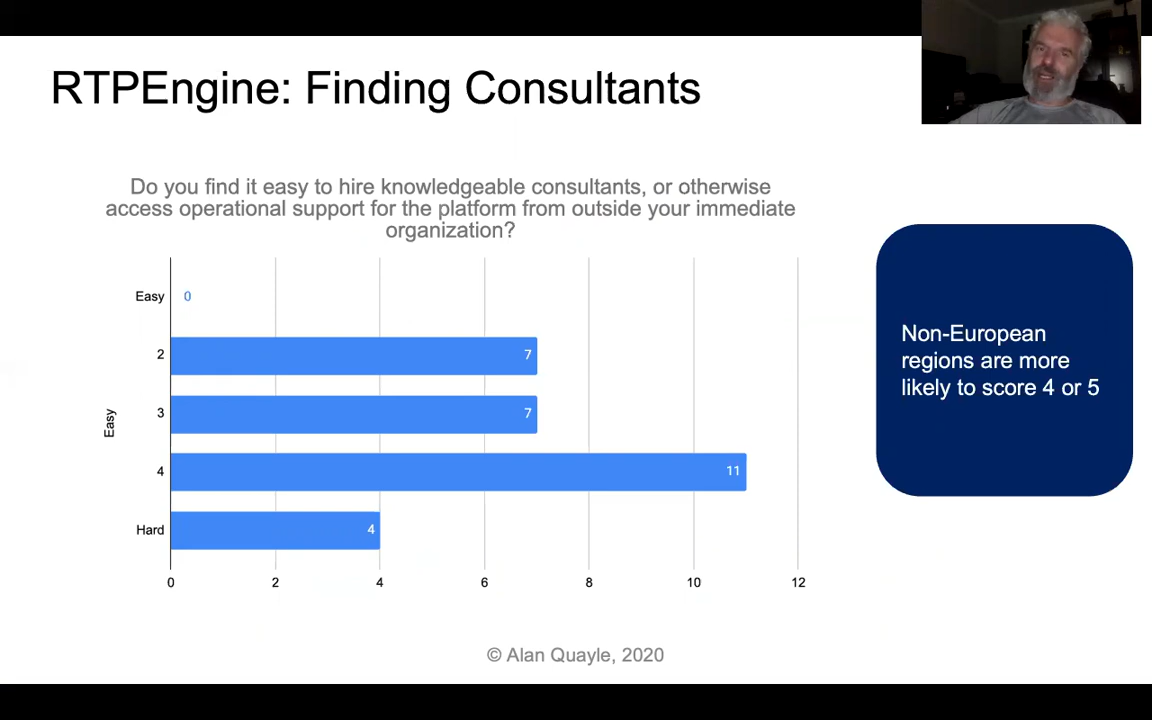 RTPEngine: Finding Consultants
Do you find it easy to hire knowledgeable consultants, or otherwise
access operational support for the platform from outside your immediate
organization?
Easy
0
2
7
3
7
4
11
Hard
4
Easy
0
2
4
6
8
10
12
Non-European
regions are more
likely to score 4 or 5
© Alan Quayle, 2020